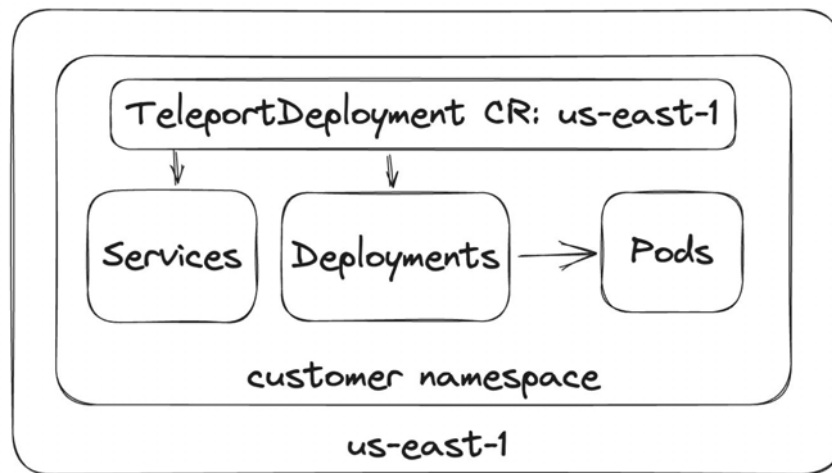 TeleportDeployment CR: us-east-1
Services
Deployments
Pods
customer namespace
us-east-1